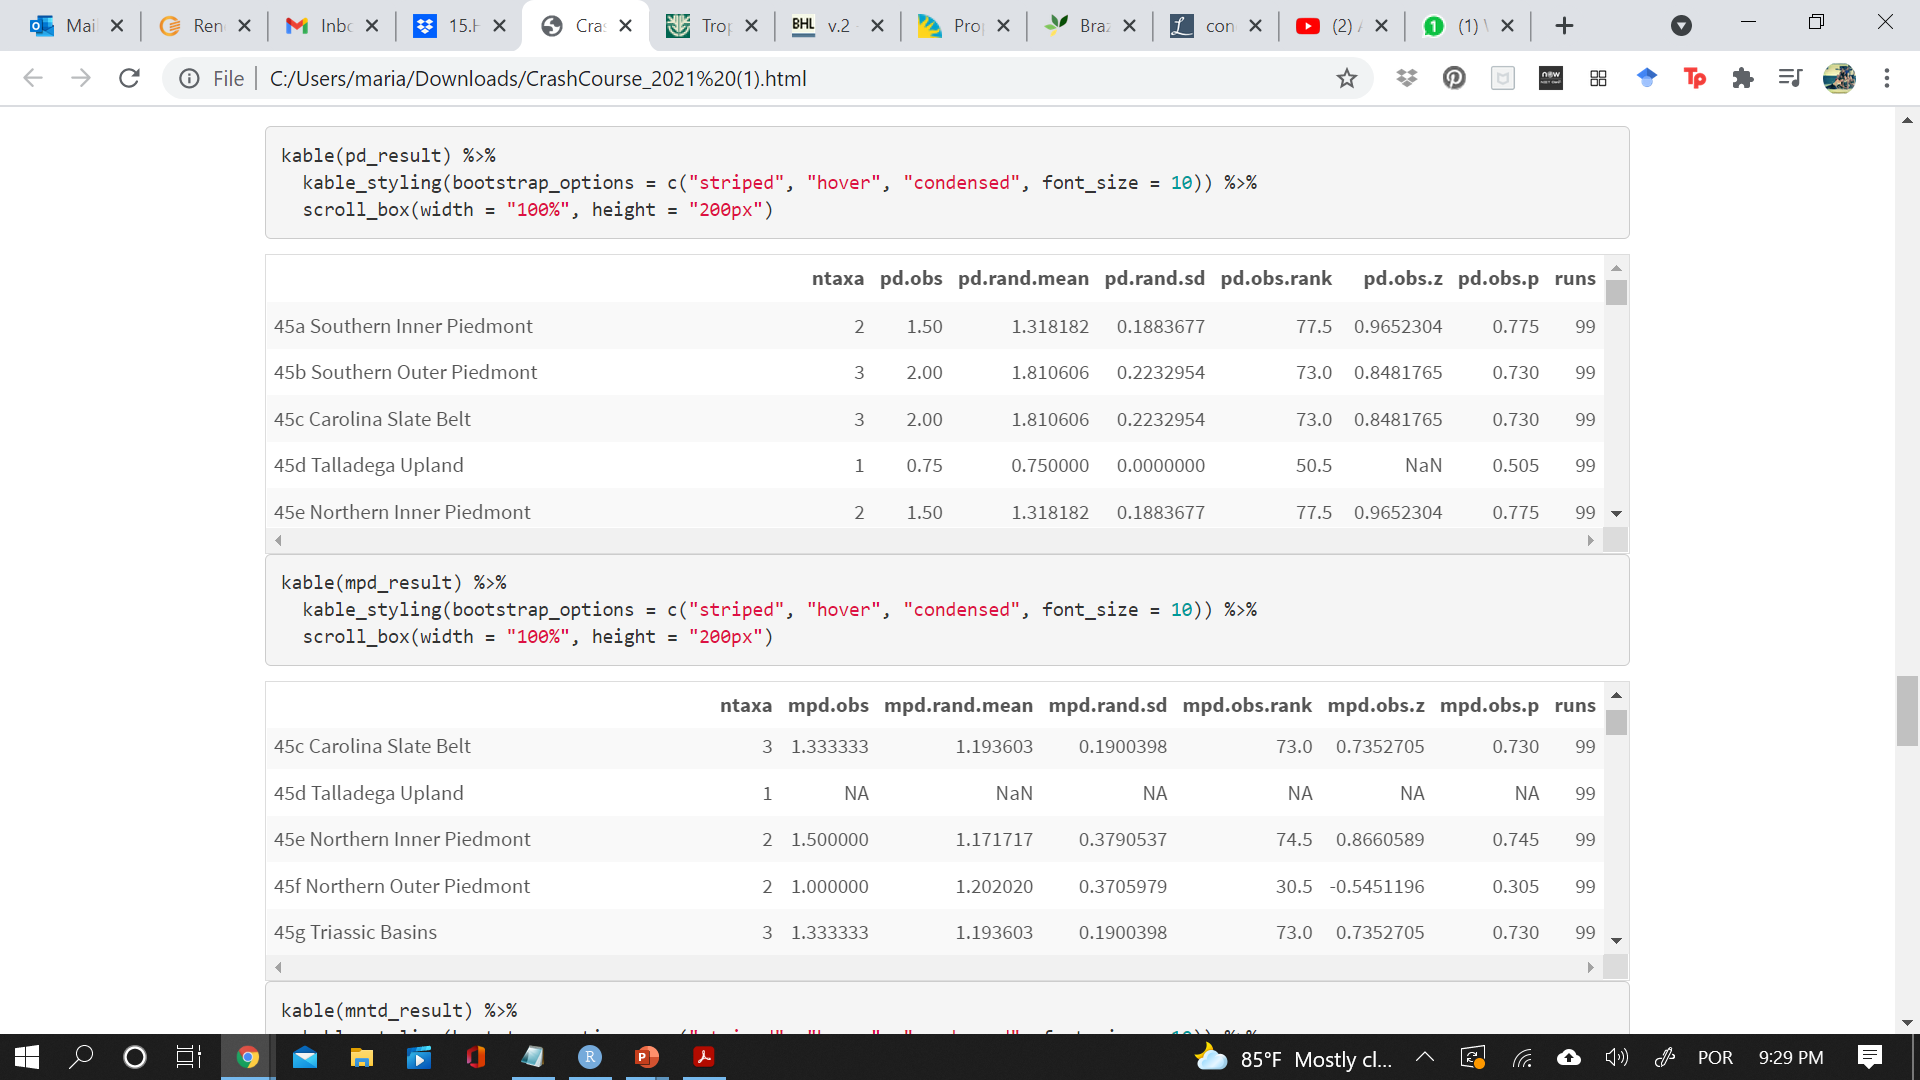 Mai
Ren
Inbo
15.H
Cras
Trop
BHL v.2 -
Prop
Braz
L con
(2) A
1 (1)
File C:/Users/maria/Downloads/CrashCourse_2021%20(1).html
now
Tp
kable(pd_result) %>%
kable_styling(bootstrap_options = c("striped", "hover", "condensed", font_size = 10)) %>%
scroll_box(width = "100%", height = "200px")
ntaxa pd.obs pd.rand.mean pd.rand.sd pd.obs.rank pd.obs.z pd.obs.p runs
45a Southern Inner Piedmont 2 1.50 1.318182 0.1883677 77.5 0.9652304 0.775 99
45b Southern Outer Piedmont 3 2.00 1.810606 0.2232954 73.0 0.8481765 0.730 99
45c Carolina Slate Belt 3 2.00 1.810606 0.2232954 73.0 0.8481765 0.730 99
45d Talladega Upland 1 0.75 0.750000 0.0000000 50.5 NaN 0.505 99
45e Northern Inner Piedmont 2 1.50 1.318182 0.1883677 77.5 0.9652304 0.775 99
kable(mpd_result) %>%
kable_styling(bootstrap_options = c("striped", "hover", "condensed", font_size = 10)) %>%
scroll_box(width = "100%", height = "200px")
ntaxa mpd.obs mpd.rand.mean mpd.rand.sd mpd.obs.rank mpd.obs.z mpd.obs.p runs
45c Carolina Slate Belt 3 1.333333 1.193603 0.1900398 73.0 0.7352705 0.730 99
45d Talladega Upland 1 NA NaN NA NA NA NA 99
45e Northern Inner Piedmont 2 1.500000 1.171717 0.3790537 74.5 0.8660589 0.745 99
45f Northern Outer Piedmont 2 1.000000 1.202020 0.3705979 30.5 -0.5451196 0.305 99
45g Triassic Basins 3 1.333333 1.193603 0.1900398 73.0 0.7352705 0.730 99
kable(mntd_result) %>%
85°F Mostly cl... POR 9:29 PM